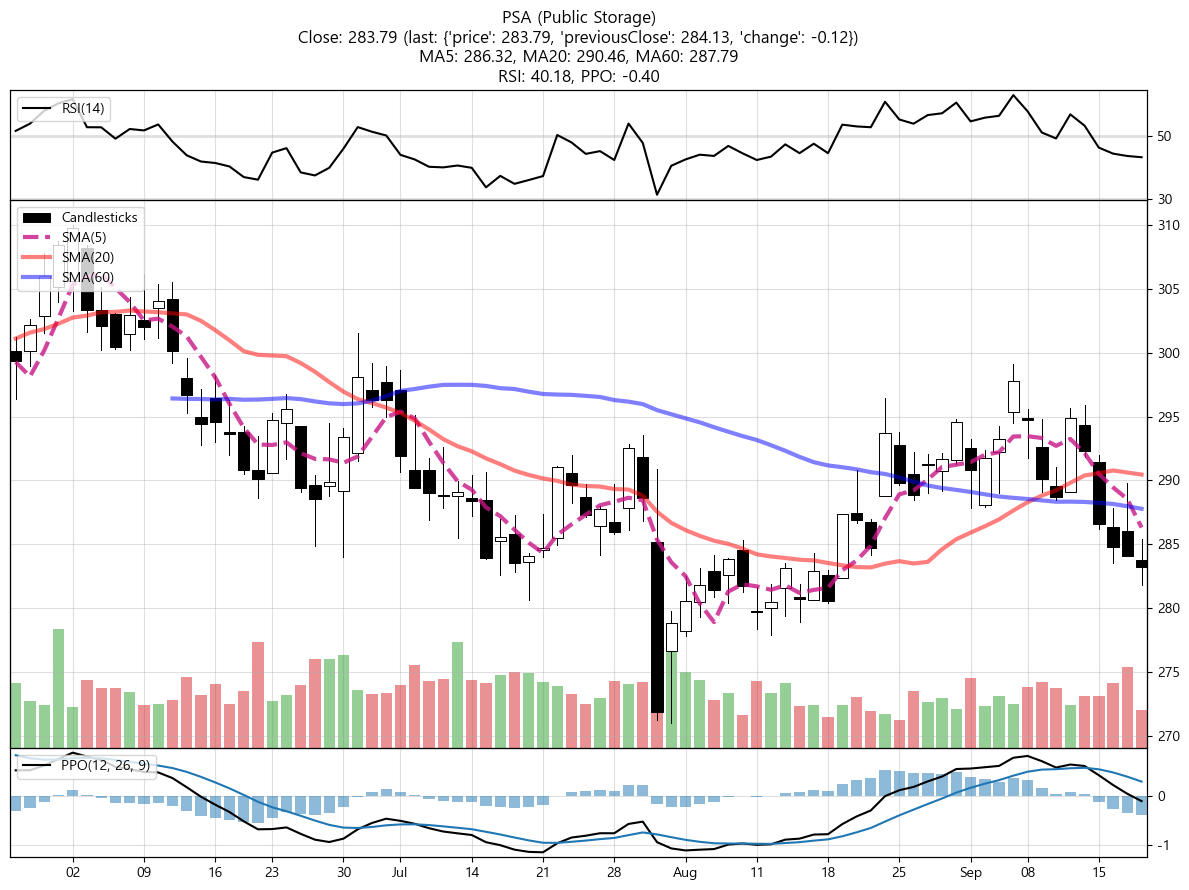 PSA (Public Storage)
Close: 283.79 (last: {'price': 283.79, 'previousClose': 284.13, 'change': -0.12})
MA5: 286.32, MA20: 290.46, MA60: 287.79
RSI: 40.18, PPO: -0.40
RSI(14)
50
30
Candlesticks
SMA(5)
SMA(20)
SMA(60)
310
305
300
295
290
285
280
275
270
PPO(12, 26, 9)
0
-1
02 09 16 23 30 Jul 14 21 28 Aug 11 18 25 Sep 08 15